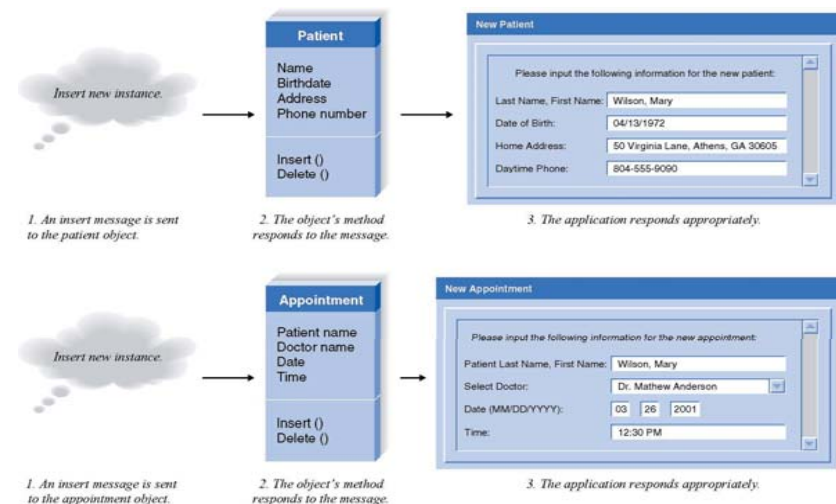 Insert new instance.
Patient
Name
Birthdate
Address
Phone number
Insert ()
Delete ()
New Patient
Please input the following information for the new patient:
Last Name, First Name: Wilson, Mary
Date of Birth: 04/13/1972
Home Address: 50 Virginia Lane, Athens, GA 30605
Daytime Phone: 804-555-9090
1. An insert message is sent
to the patient object.
2. The object's method
responds to the message.
3. The application responds appropriately.
Insert new instance.
Appointment
Patient name
Doctor name
Date
Time
Insert ()
Delete ()
New Appointment
Please input the following information for the new appointment:
Patient Last Name, First Name: Wilson, Mary
Select Doctor: Dr. Mathew Anderson
Date (MM/DD/YYYY): 03 26 2001
Time: 12:30 PM
1. An insert message is sent
to the appointment object.
2. The object's method
responds to the message.
3. The application responds appropriately.